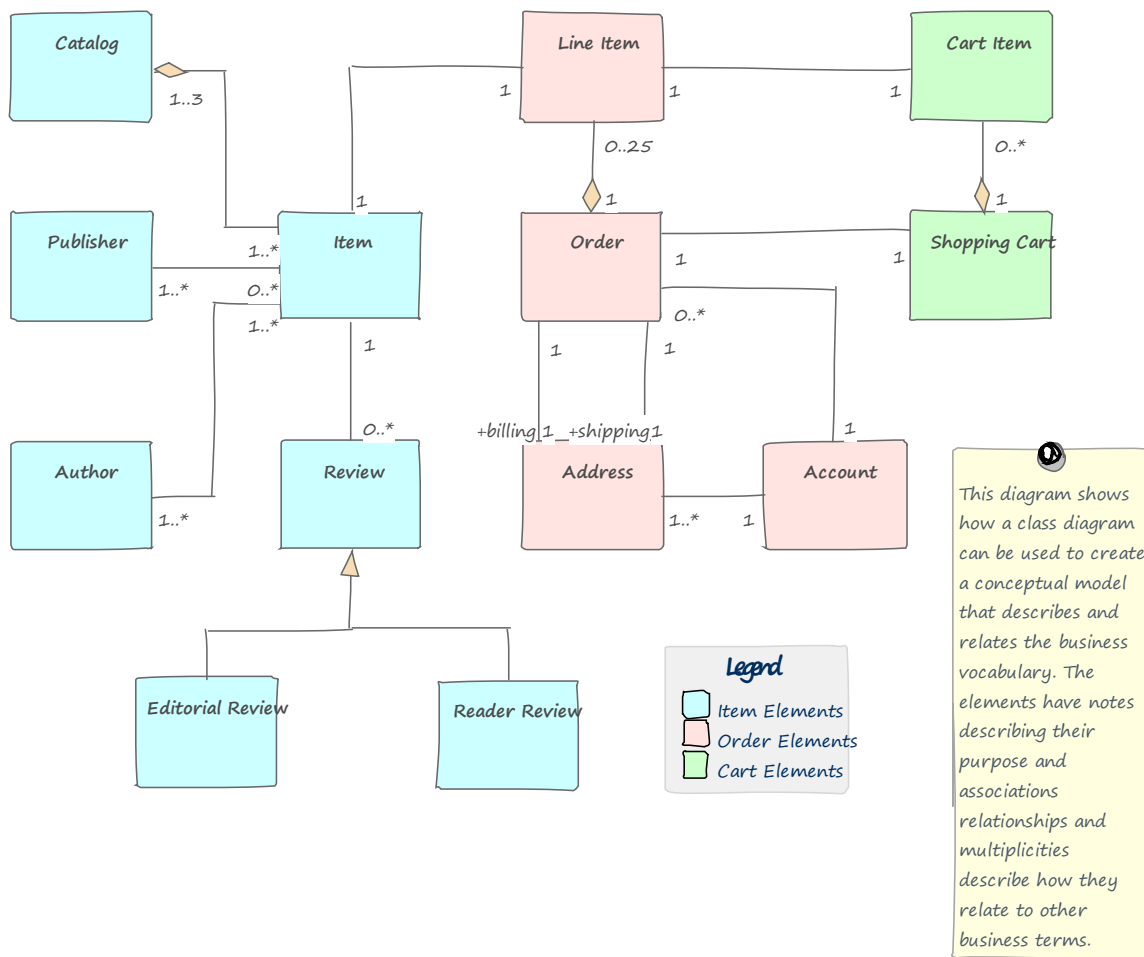 Catalog
Line Item
Cart Item
1..3
1
1
1
0..25
0..*
1
1
1
Publisher
Item
Order
Shopping Cart
1..*
1
1
1..*
0..*
1..*
0..*
1
1
1
0..*
+billing
1
+shipping
1
1
Author
Review
Address
Account
1..*
1..*
1
Editorial Review
Reader Review
Legend
Item Elements
Order Elements
Cart Elements
This diagram shows
how a class diagram
can be used to create
a conceptual model
that describes and
relates the business
vocabulary. The
elements have notes
describing their
purpose and
associations
relationships and
multiplicities
describe how they
relate to other
business terms.